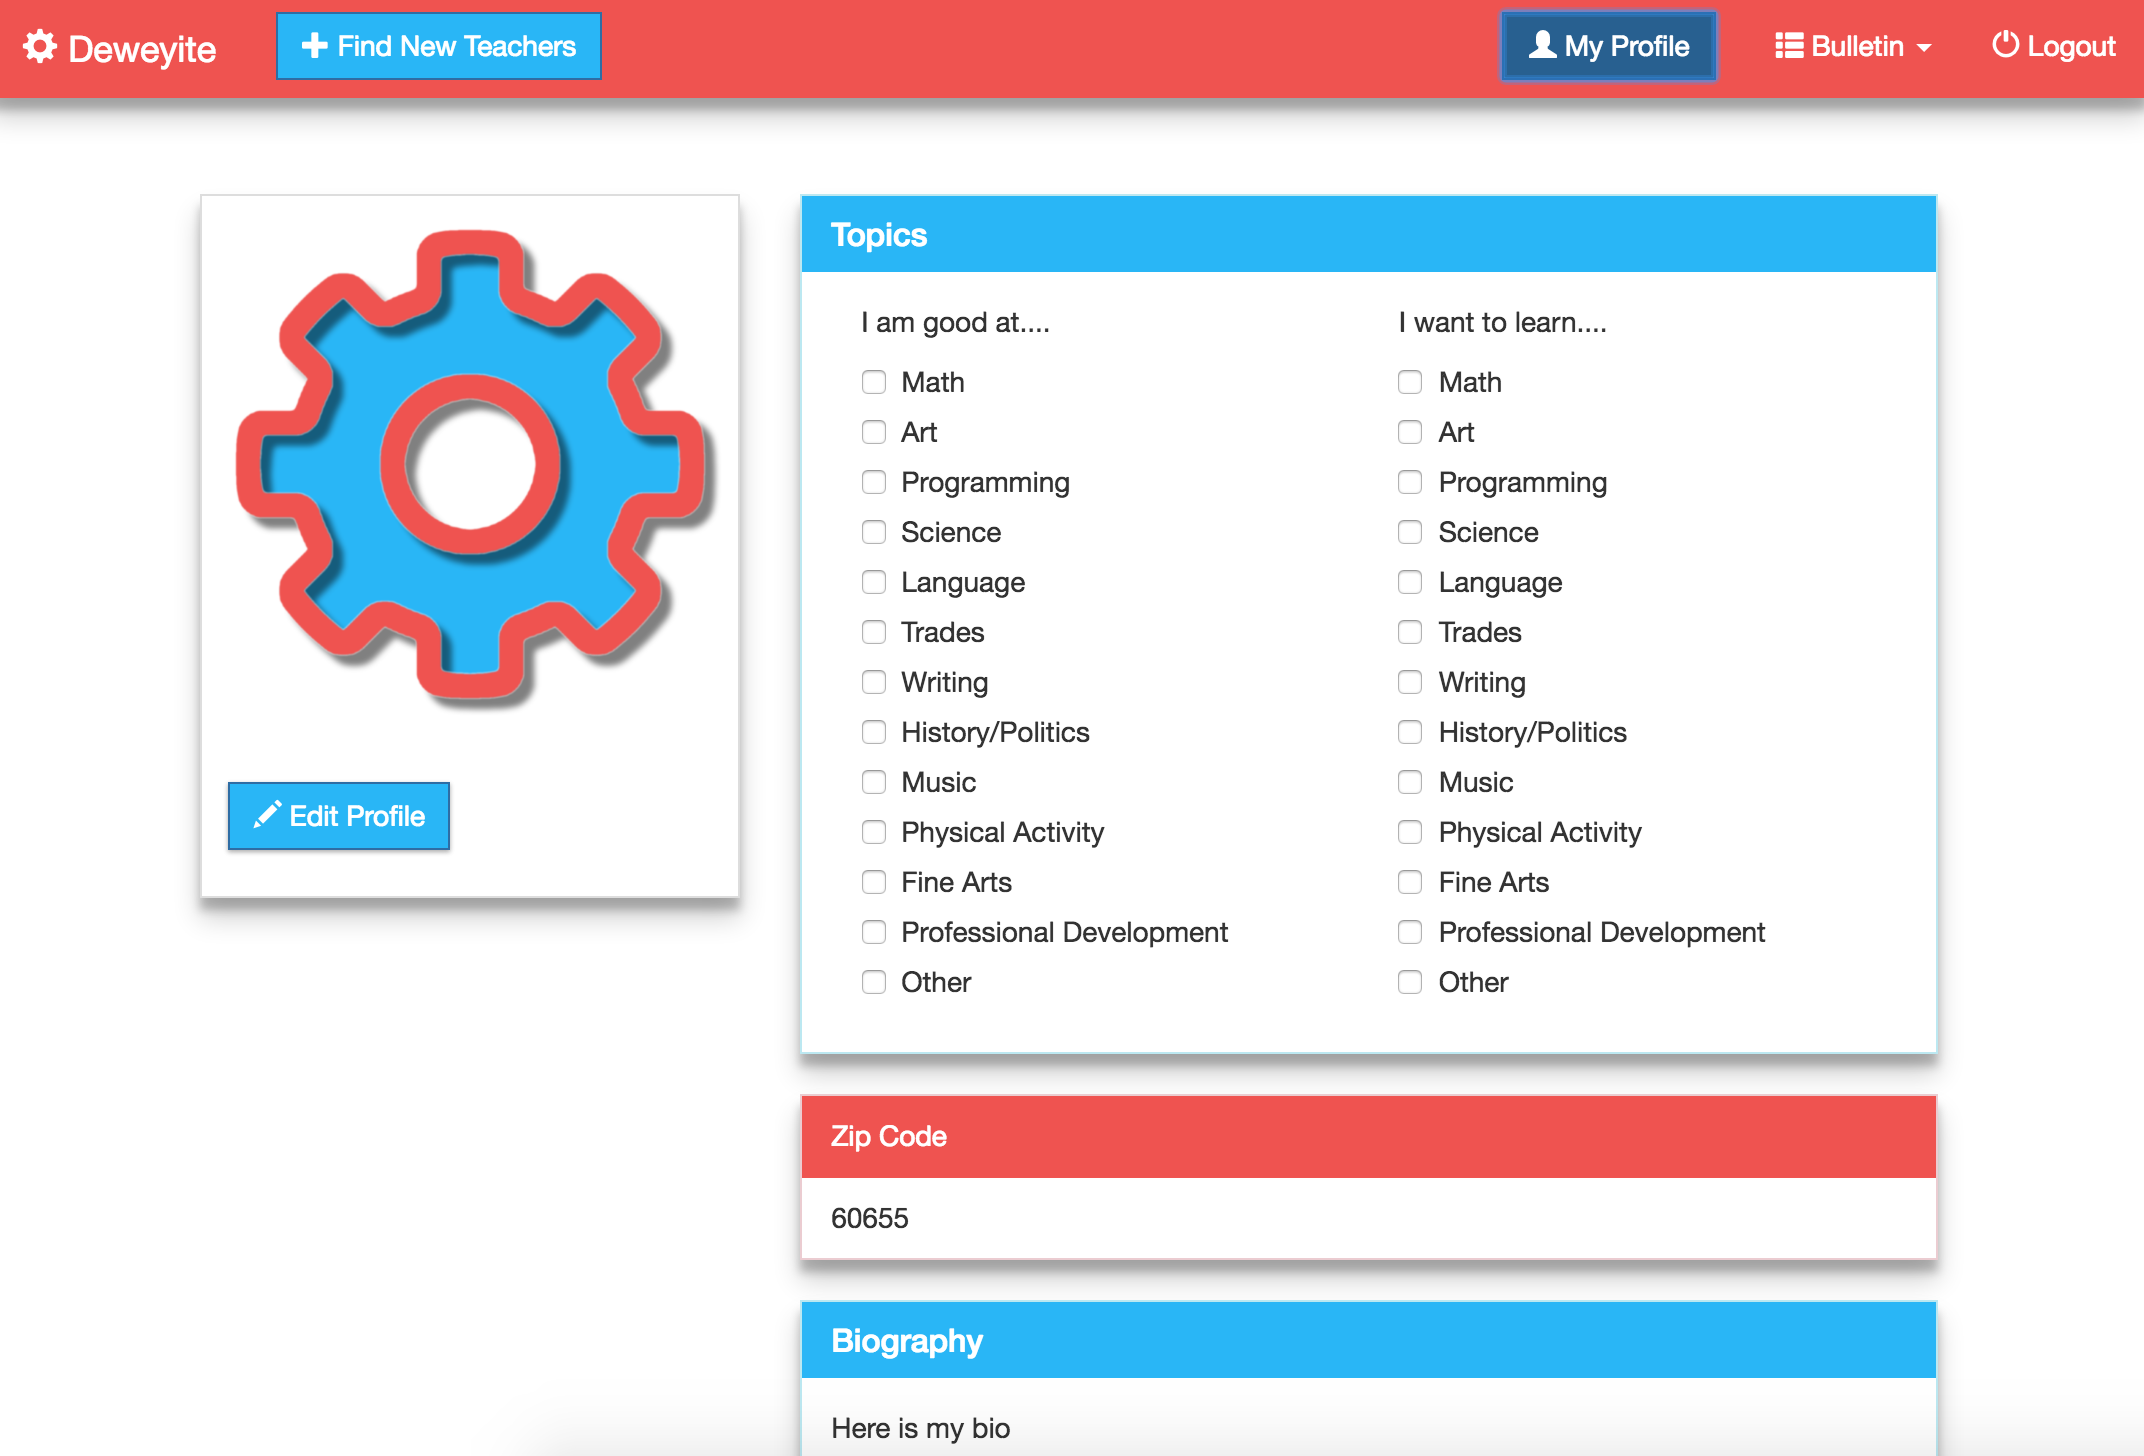 Deweyite
Find New Teachers
My Profile
Bulletin
Logout
Edit Profile
Topics
I am good at....
Math
Art
Programming
Science
Language
Trades
Writing
History/Politics
Music
Physical Activity
Fine Arts
Professional Development
Other
I want to learn....
Math
Art
Programming
Science
Language
Trades
Writing
History/Politics
Music
Physical Activity
Fine Arts
Professional Development
Other
Zip Code
60655
Biography
Here is my bio